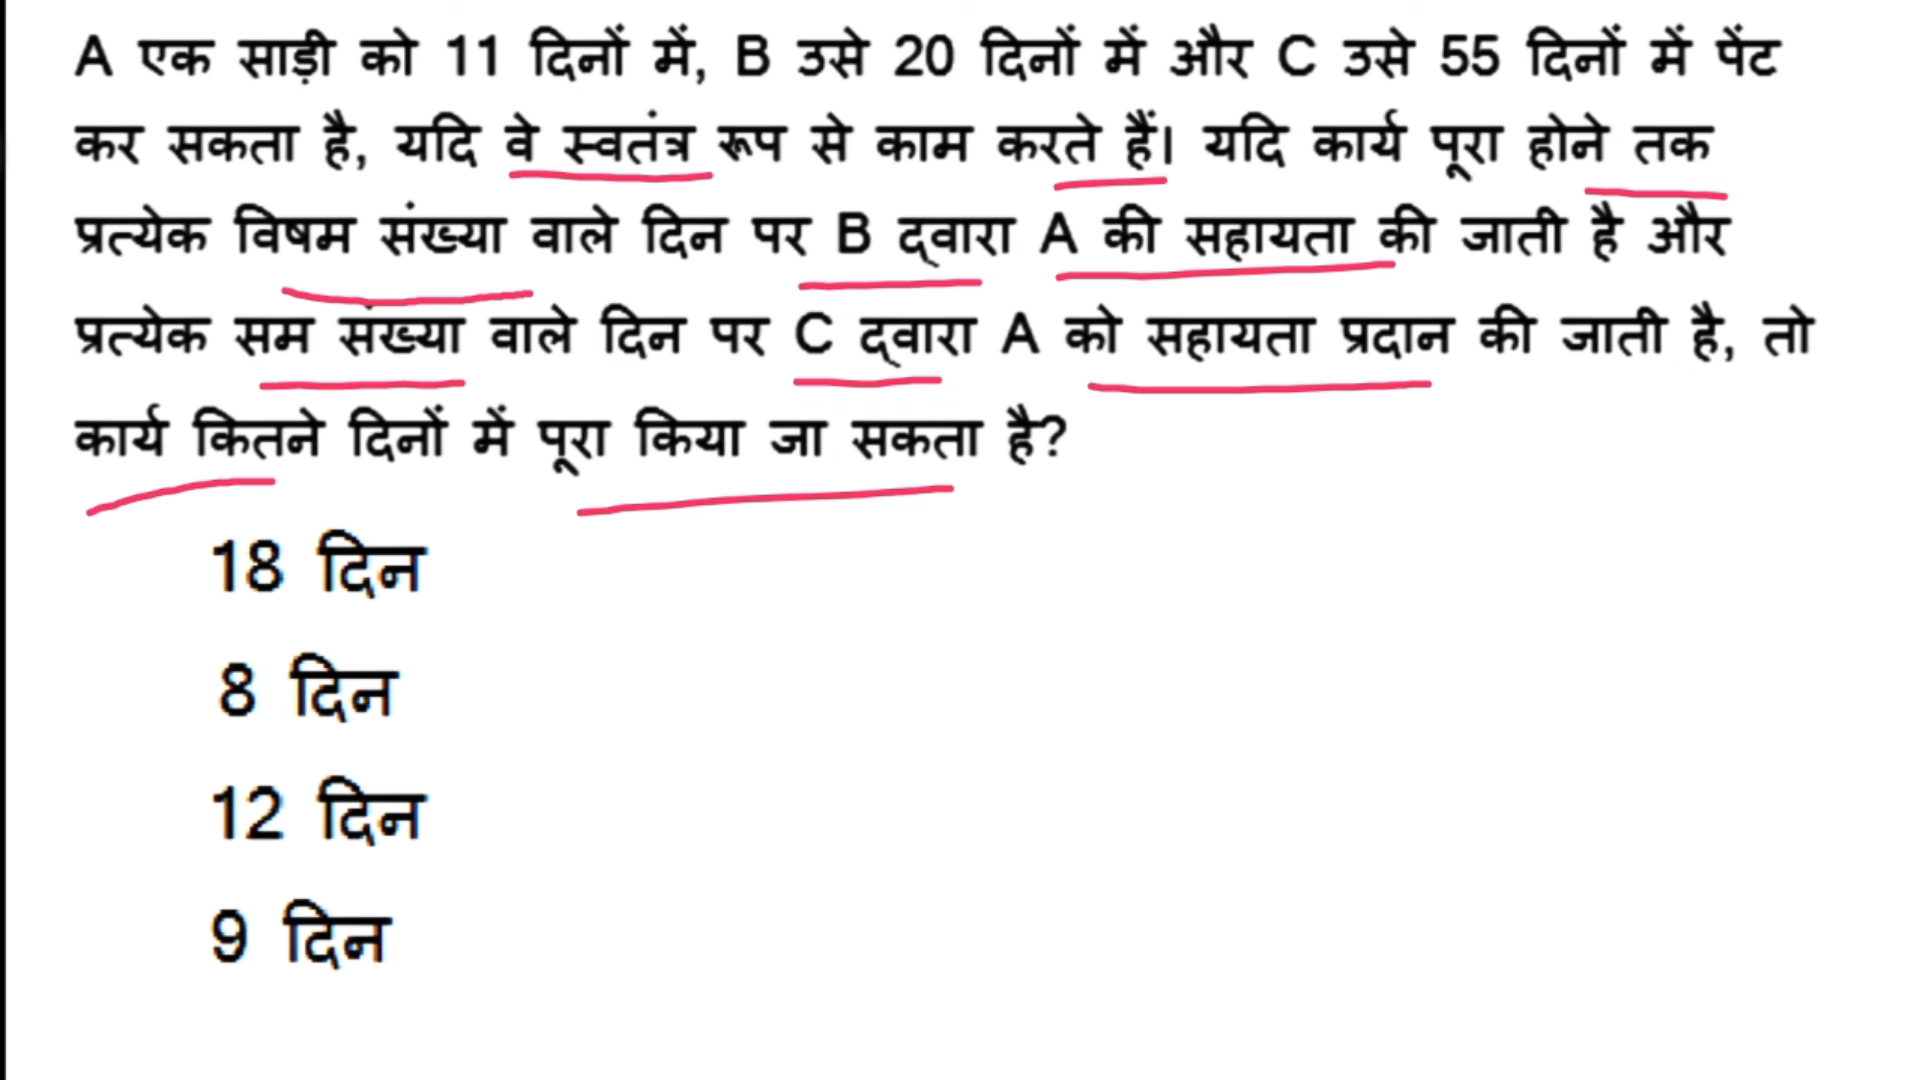 A एक साड़ी को 11 दिनों में, B उसे 20 दिनों में और C उसे 55 दिनों में पेंट
कर सकता है, यदि वे स्वतंत्र रूप से काम करते हैं। यदि कार्य पूरा होने तक
प्रत्येक विषम संख्या वाले दिन पर B द्वारा A की सहायता की जाती है और
प्रत्येक सम संख्या वाले दिन पर C द्वारा A को सहायता प्रदान की जाती है, तो
कार्य कितने दिनों में पूरा किया जा सकता है?
18 दिन
8 दिन
12 दिन
9 दिन